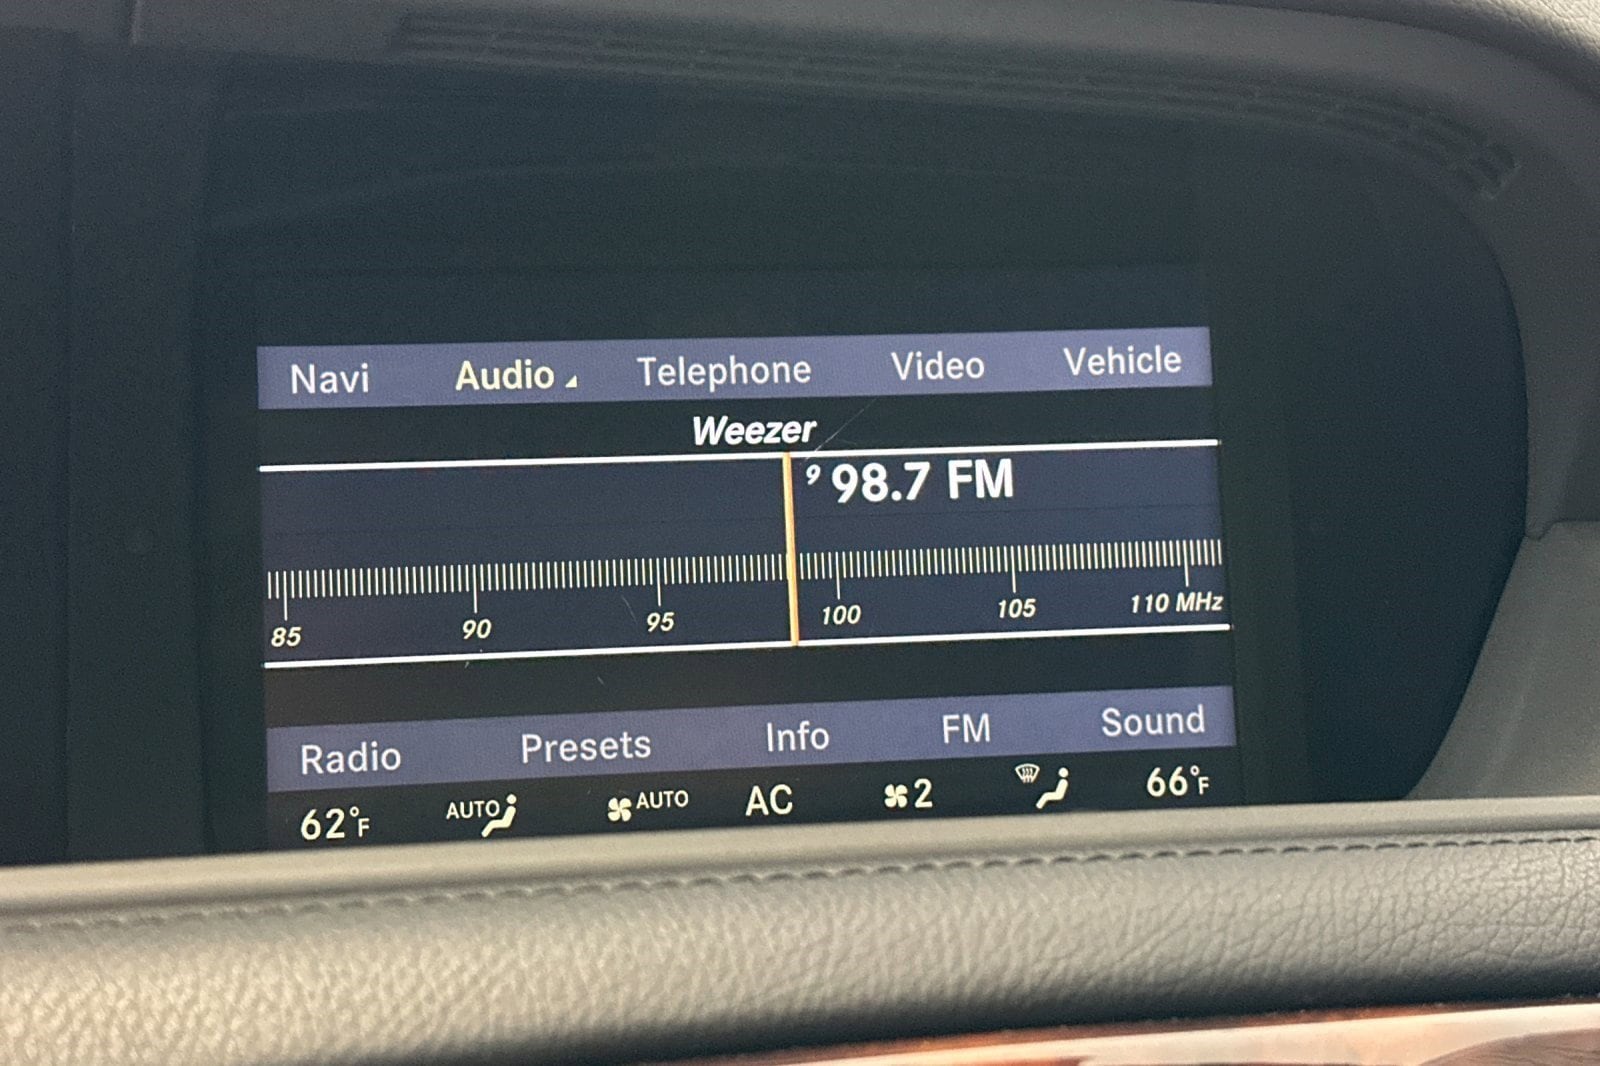 Navi Audio Telephone Video Vehicle
Weezer
9 98.7 FM
85 90 95 100 105 110 MHz
Radio Presets Info FM Sound
62°F AUTO AUTO AC 2 66°F